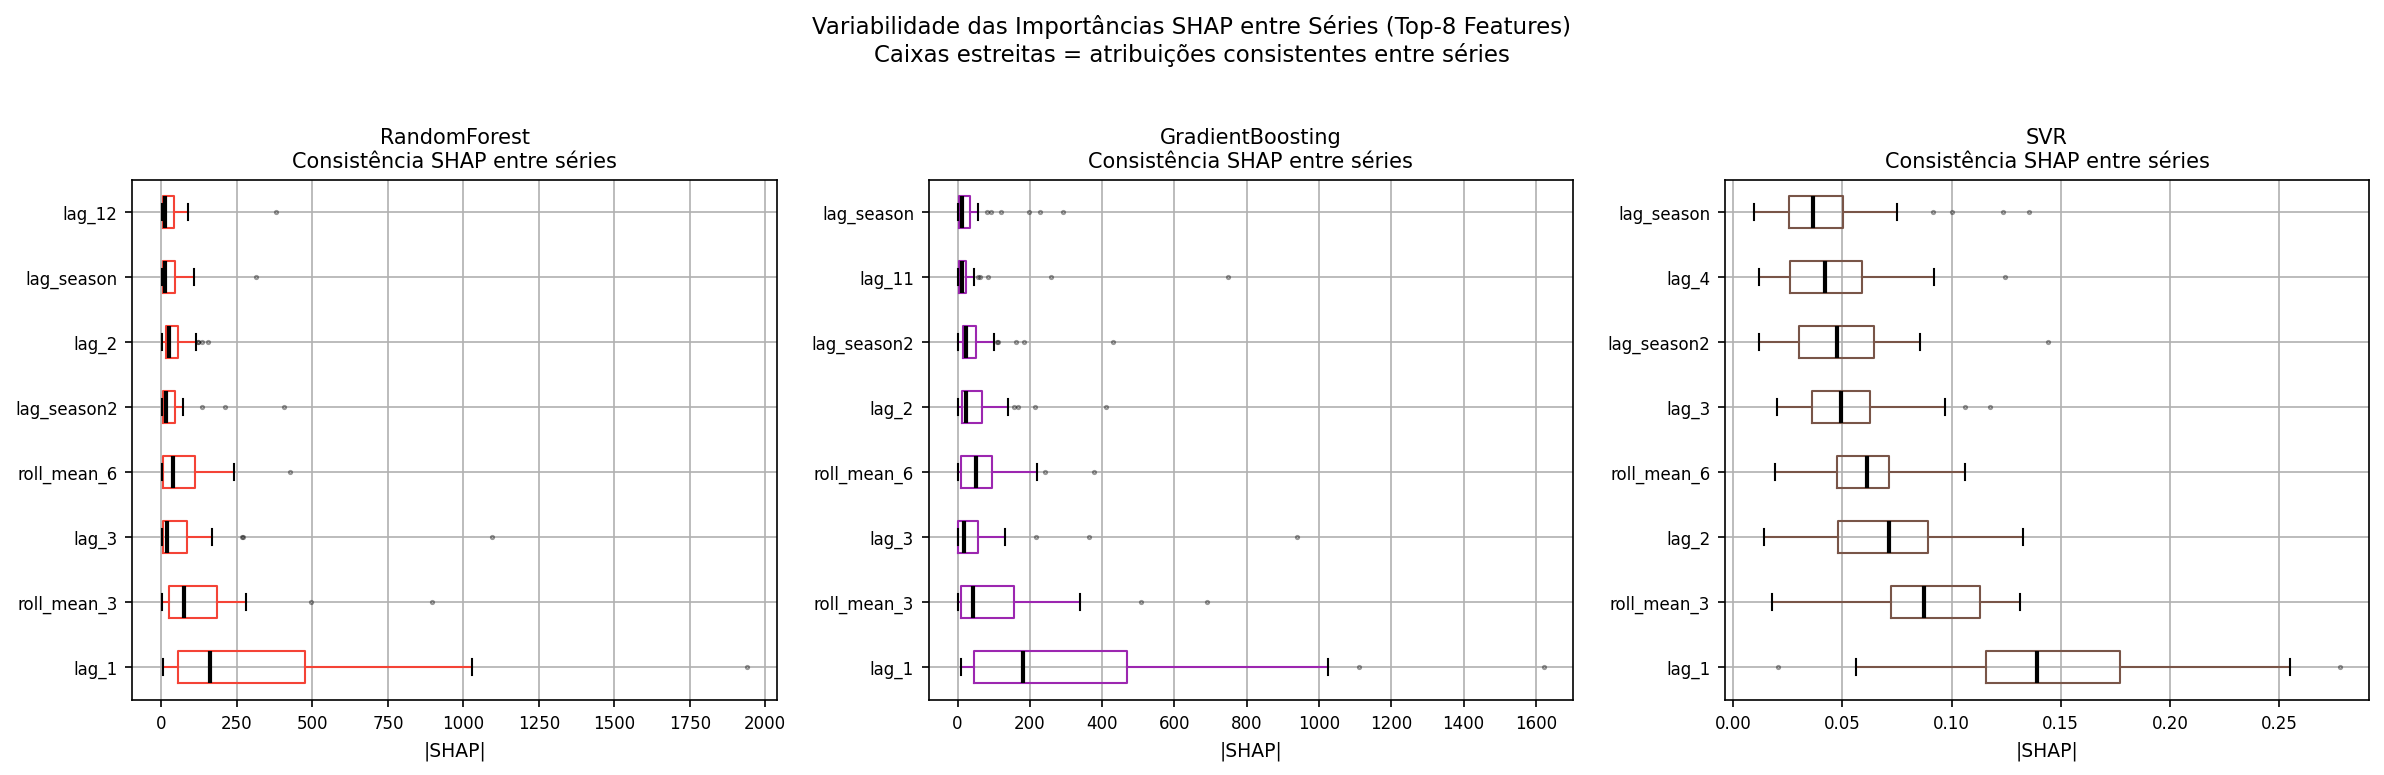 Variabilidade das Importâncias SHAP entre Séries (Top-8 Features)
Caixas estreitas = atribuições consistentes entre séries
RandomForest
Consistência SHAP entre séries
lag_12
lag_season
lag_2
lag_season2
roll_mean_6
lag_3
roll_mean_3
lag_1
0 250 500 750 1000 1250 1500 1750 2000
|SHAP|
GradientBoosting
Consistência SHAP entre séries
lag_season
lag_11
lag_season2
lag_2
roll_mean_6
lag_3
roll_mean_3
lag_1
0 200 400 600 800 1000 1200 1400 1600
|SHAP|
SVR
Consistência SHAP entre séries
lag_season
lag_4
lag_season2
lag_3
roll_mean_6
lag_2
roll_mean_3
lag_1
0.00 0.05 0.10 0.15 0.20 0.25
|SHAP|